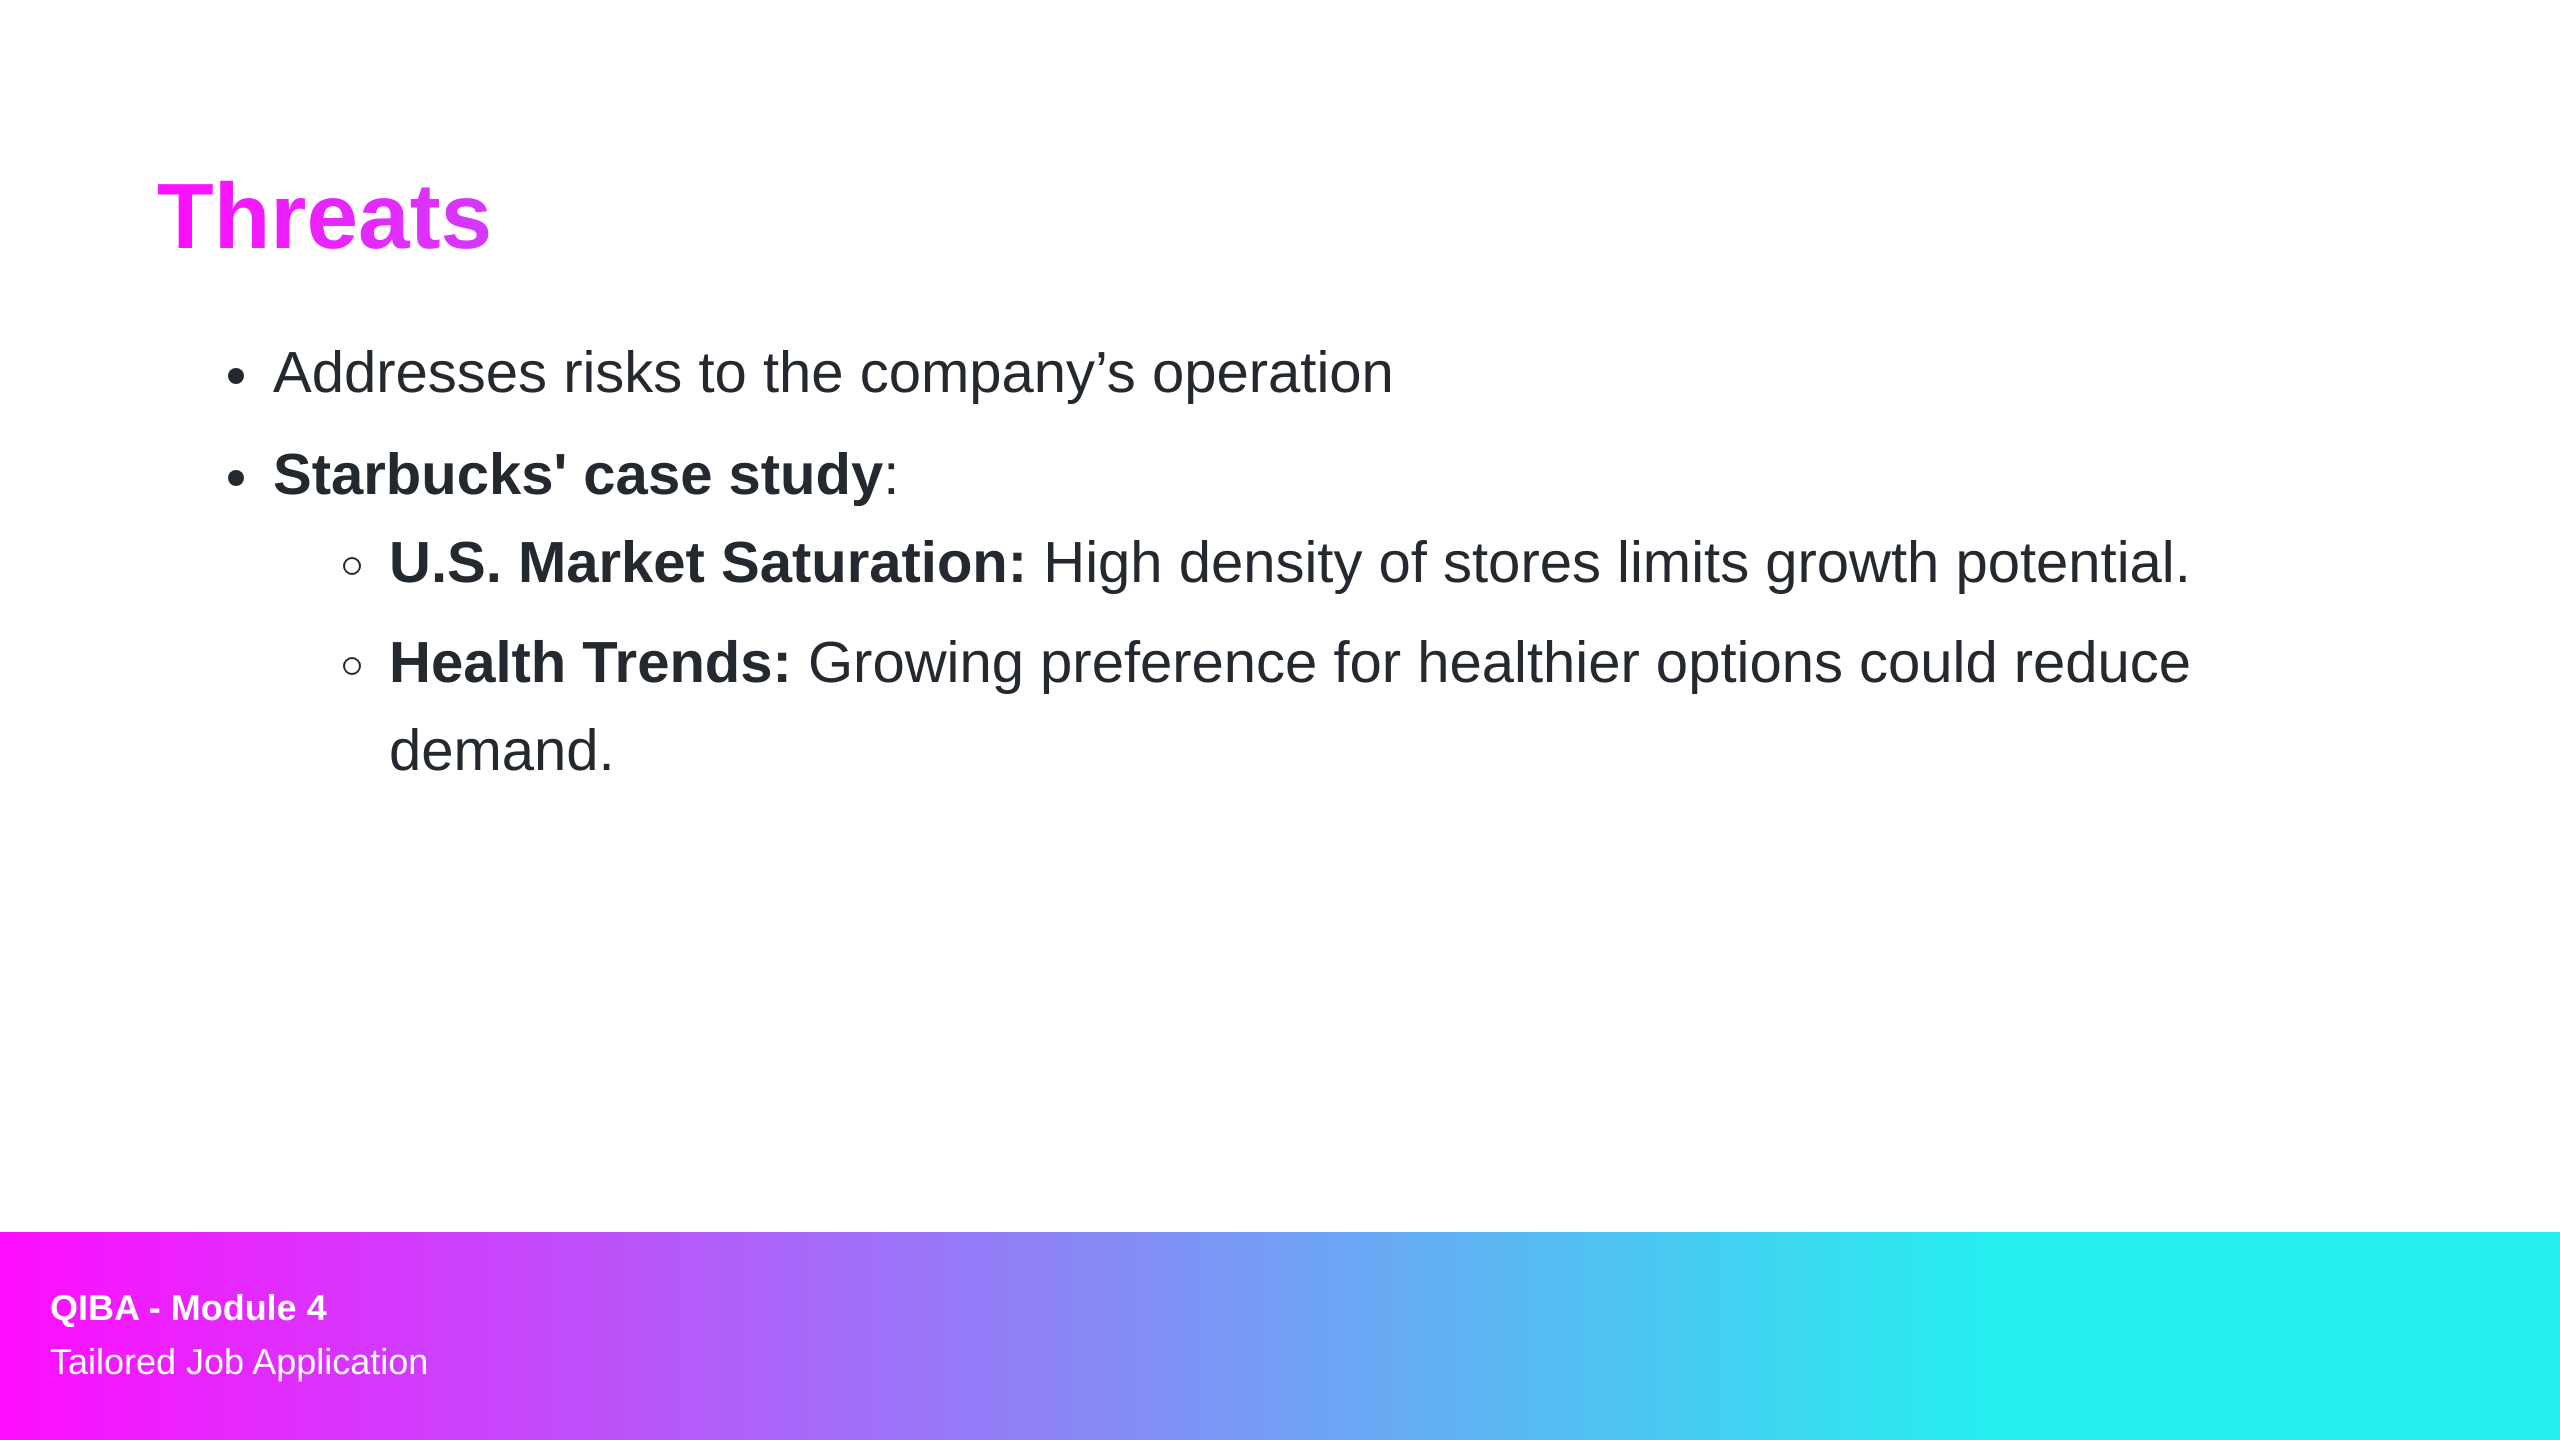 Threats
• Addresses risks to the company’s operation
• Starbucks' case study:
◦ U.S. Market Saturation: High density of stores limits growth potential.
◦ Health Trends: Growing preference for healthier options could reduce
demand.
QIBA - Module 4
Tailored Job Application